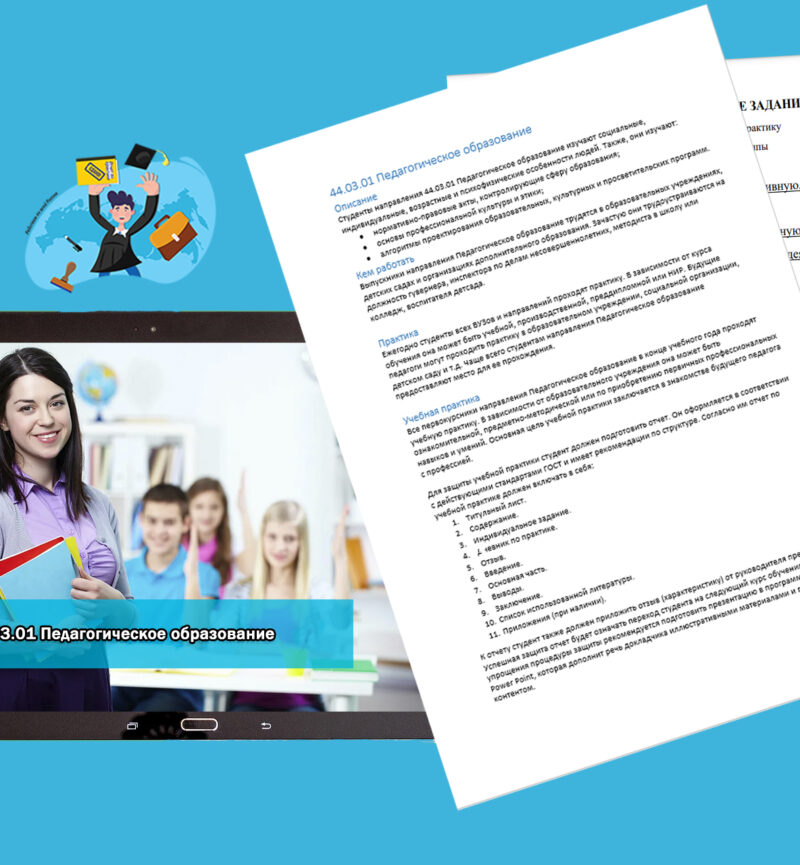 44.03.01 Педагогическое образование
Описание
Студенты направления 44.03.01 Педагогическое образование изучают социальные,
индивидуальные, возрастные и психофизические особенности людей. Также, они изучают:
• нормативно-правовые акты, контролирующие сферу образования;
• основы профессиональной культуры и этики;
• алгоритмы проектирования образовательных, культурных и просветительских программ.
Кем работать
Выпускники направления Педагогическое образование трудятся в образовательных учреждениях,
детских садах и организациях дополнительного образования. Зачастую они трудоустраиваются на
должность гувернера, инспектора по делам несовершеннолетних, методиста в школу или
колледж, воспитателя детсада.
Практика
Ежегодно студенты всех ВУЗов и направлений проходят практику. В зависимости от курса
обучения она может быть учебной, производственной, преддипломной или НИР. Будущие
педагоги могут проходить практику в образовательном учреждении, социальной организации,
детском саду и т.д. Чаще всего студентам направления Педагогическое образование
предоставляют место для ее прохождения.
Учебная практика
Все первокурсники направления Педагогическое образование в конце учебного года проходят
учебную практику. В зависимости от образовательного учреждения она может быть
ознакомительной, предметно-методической или по приобретению первичных профессиональных
навыков и умений. Основная цель учебной практики заключается в знакомстве будущего педагога
с профессией.
Для защиты учебной практики студент должен подготовить отчет. Он оформляется в соответствии
с действующими стандартами ГОСТ и имеет рекомендации по структуре. Согласно им отчет по
учебной практике должен включать в себя:
1. Титульный лист.
2. Содержание.
3. Индивидуальное задание.
4. Дневник по практике.
5. Отзыв.
6. Введение.
7. Основная часть.
8. Выводы.
9. Заключение.
10. Список использованной литературы.
11. Приложения (при наличии).
К отчету студент также должен приложить отзыв (характеристику) от руководителя
Успешная защита отчет будет означать переход студента на следующий курс
упрощения процедуры защиты рекомендуется подготовить презентацию в
Power Point, которая дополнит речь докладчика иллюстративными материалами и
контентом.
Е ЗАДАНИ
рактику
ппы
ивную
3.01 Педагогическое образование